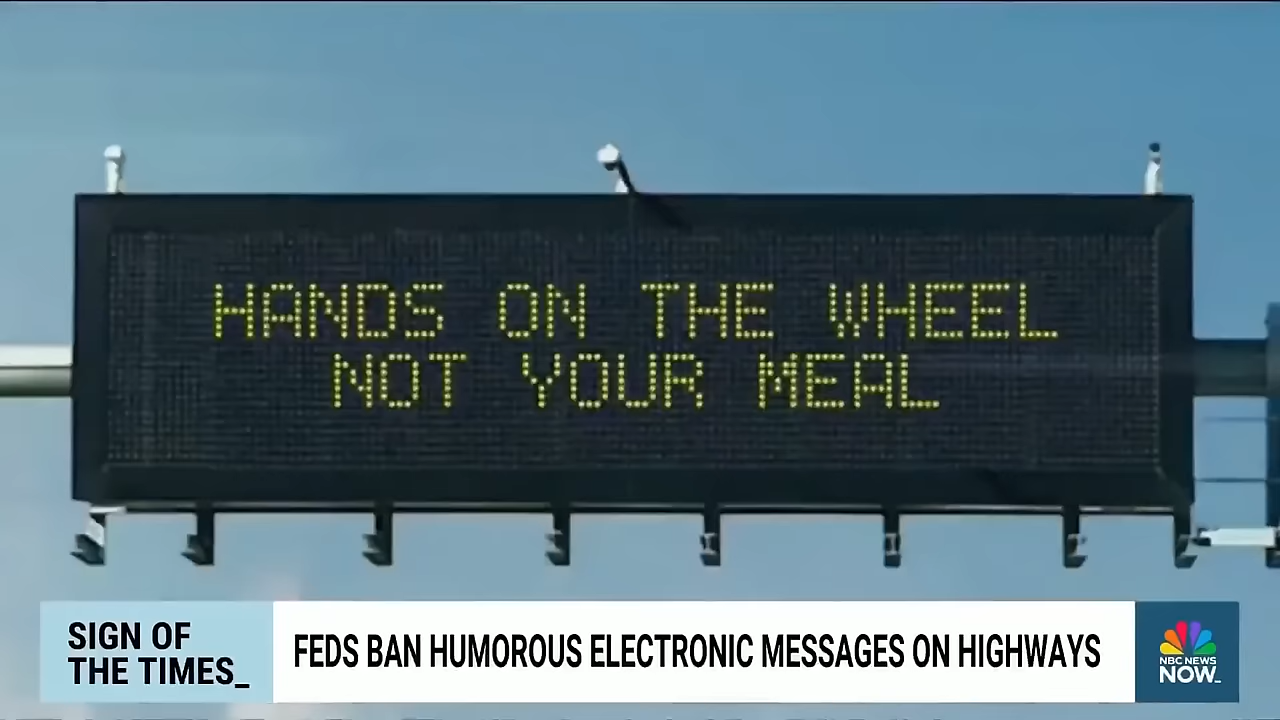 HANDS ON THE WHEEL
NOT YOUR MEAL
SIGN OF
THE TIMES_
FEDS BAN HUMOROUS ELECTRONIC MESSAGES ON HIGHWAYS
NBC NEWS
NOW_